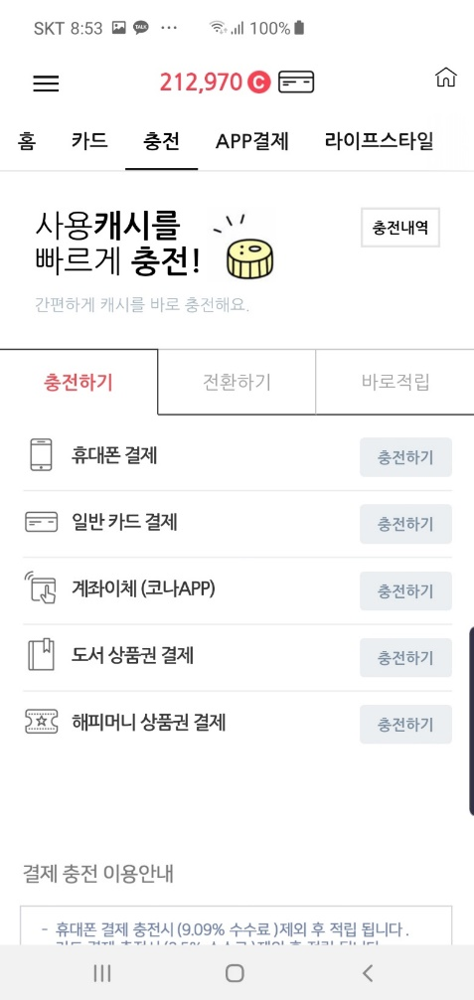 SKT 8:53 TALK ... 100%
212,970 C
홈 카드 충전 APP결제 라이프스타일
사용캐시를
빠르게 충전!
충전내역
간편하게 캐시를 바로 충전해요.
충전하기 전환하기 바로적립
휴대폰 결제 충전하기
일반 카드 결제 충전하기
계좌이체 (코나APP) 충전하기
도서 상품권 결제 충전하기
해피머니 상품권 결제 충전하기
결제 충전 이용안내
- 휴대폰 결제 충전시 (9.09% 수수료 )제외 후 적립 됩니다 .